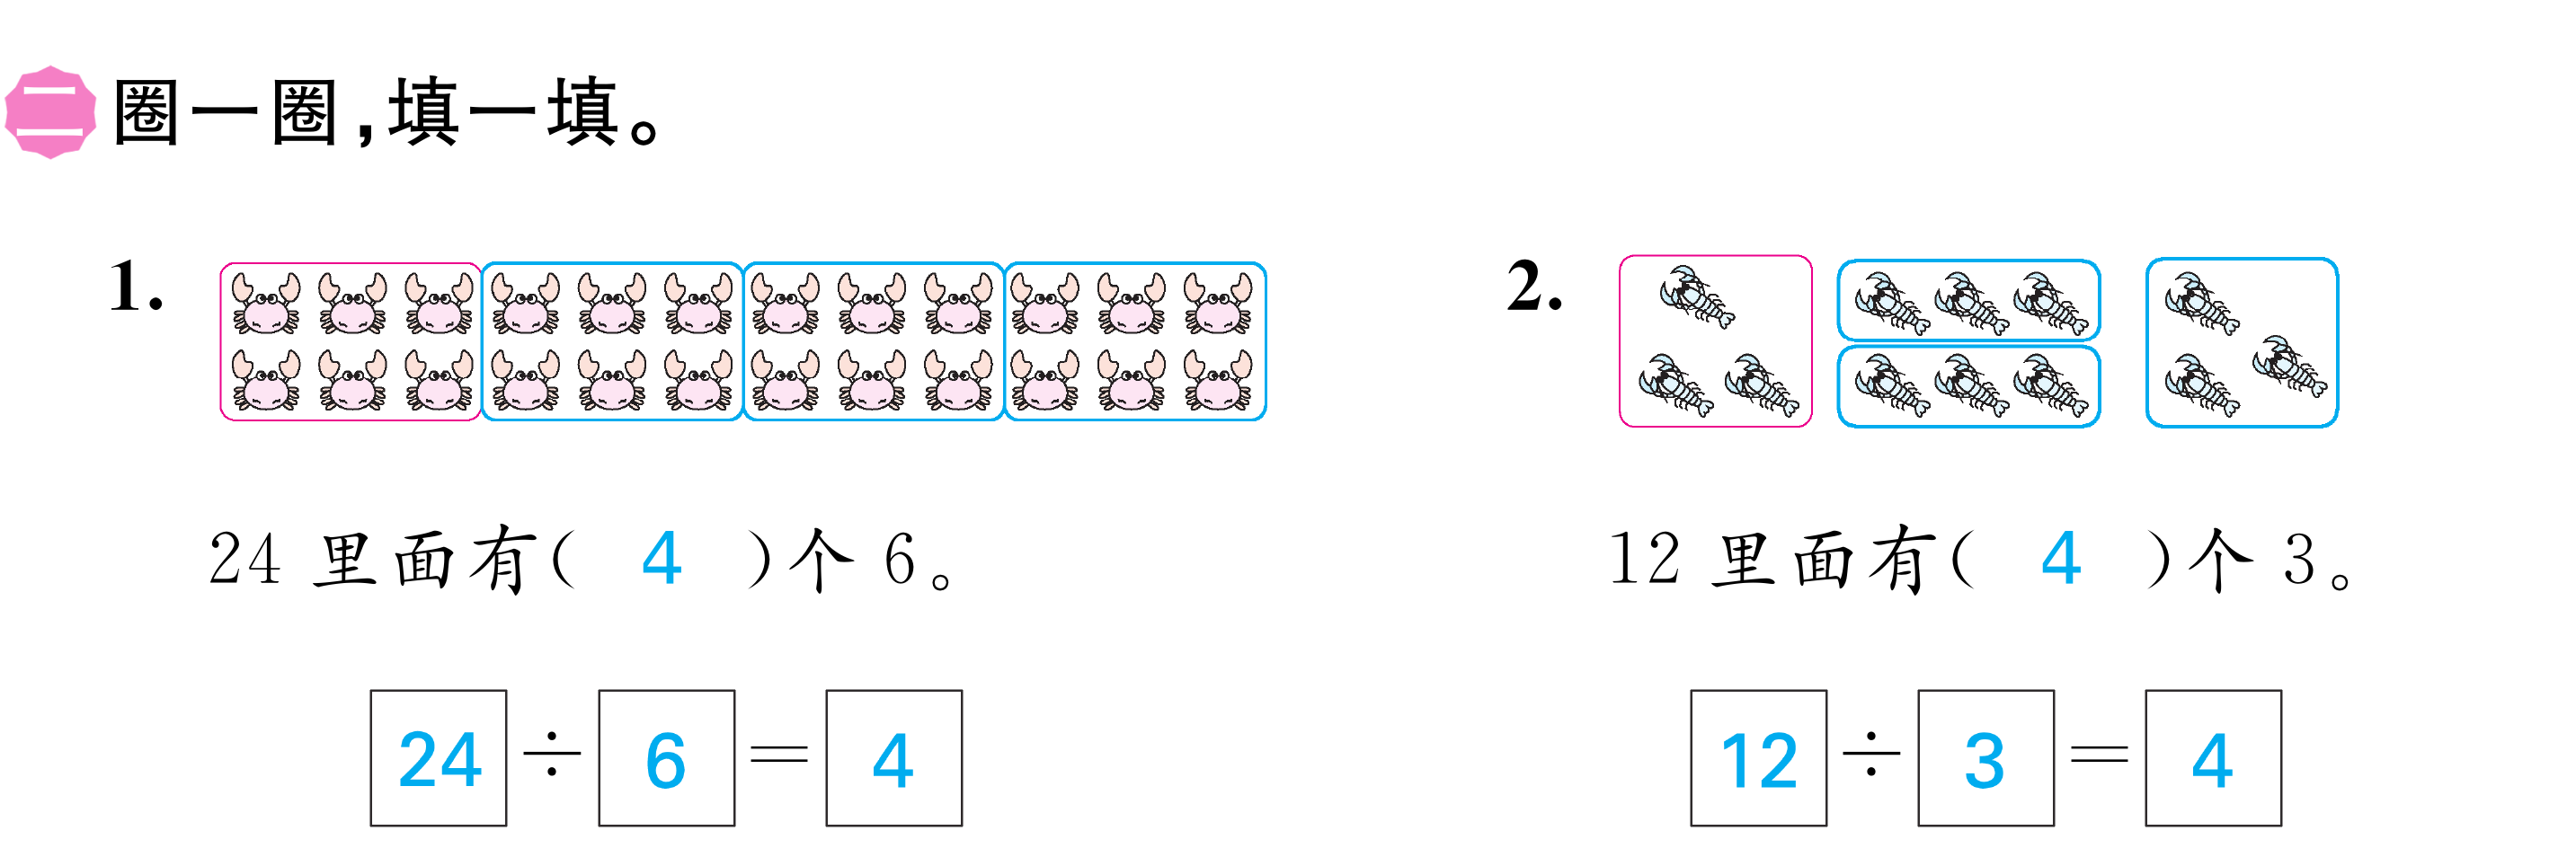 二 圈一圈,填一填。
1.
2.
24 里面有( 4 )个 6。
12 里面有( 4 )个 3。
24 ÷ 6 = 4
12 ÷ 3 = 4